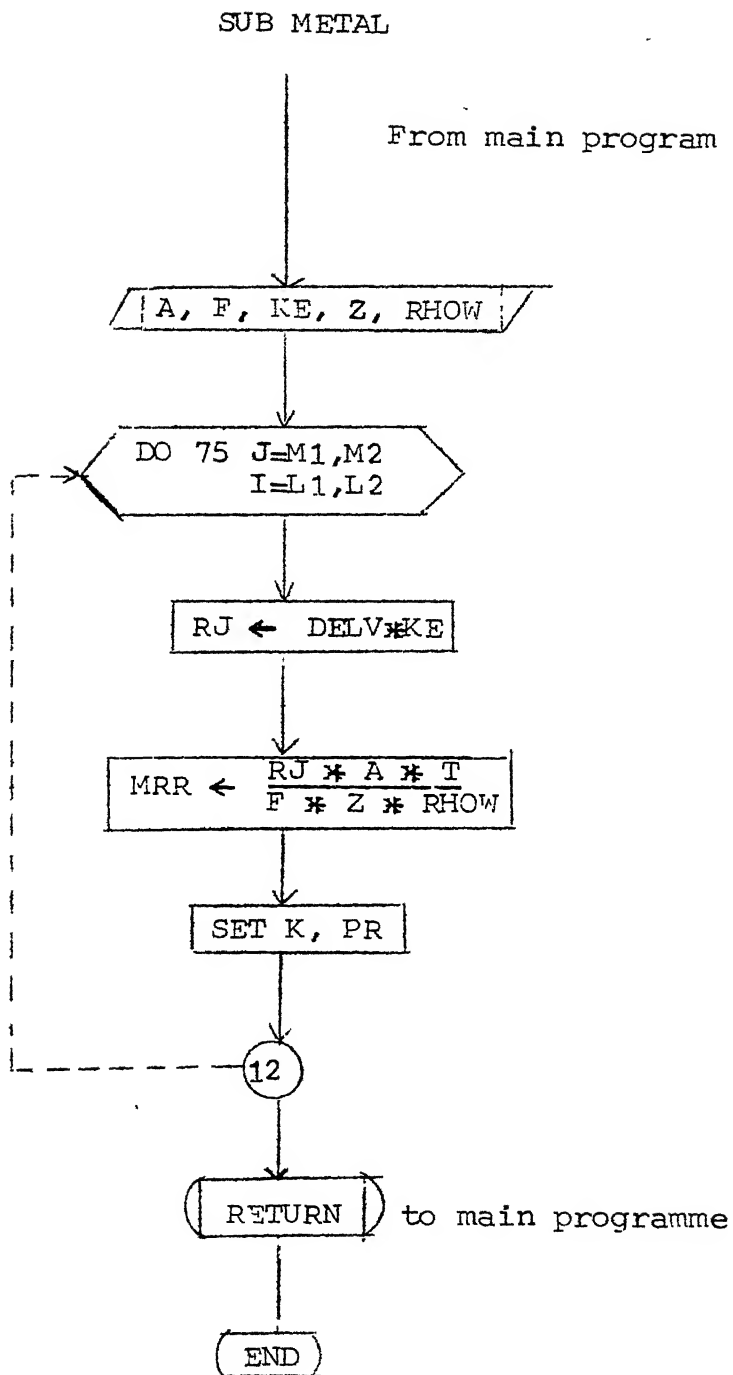 SUB METAL
From main program
A, F, KE, Z, RHOW
DO 75 J=M1,M2
I=L1,L2
RJ ← DELV*KE
MRR ← RJ * A * T
F * Z * RHOW
SET K, PR
12
RETURN
to main programme
END